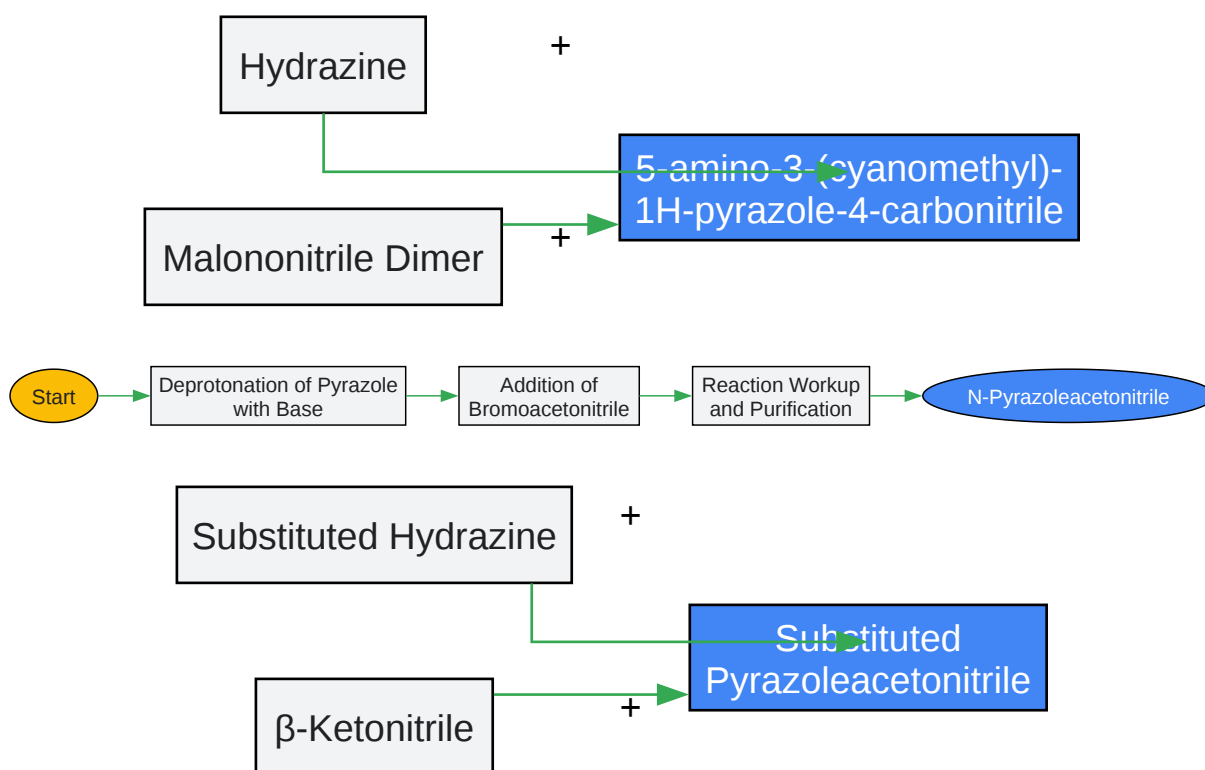 Hydrazine
+
5-amino-3-(cyanomethyl)-
1H-pyrazole-4-carbonitrile
Malononitrile Dimer
+
Start
Deprotonation of Pyrazole
with Base
Addition of
Bromoacetonitrile
Reaction Workup
and Purification
N-Pyrazoleacetonitrile
Substituted Hydrazine
+
Substituted
Pyrazoleacetonitrile
β-Ketonitrile
+